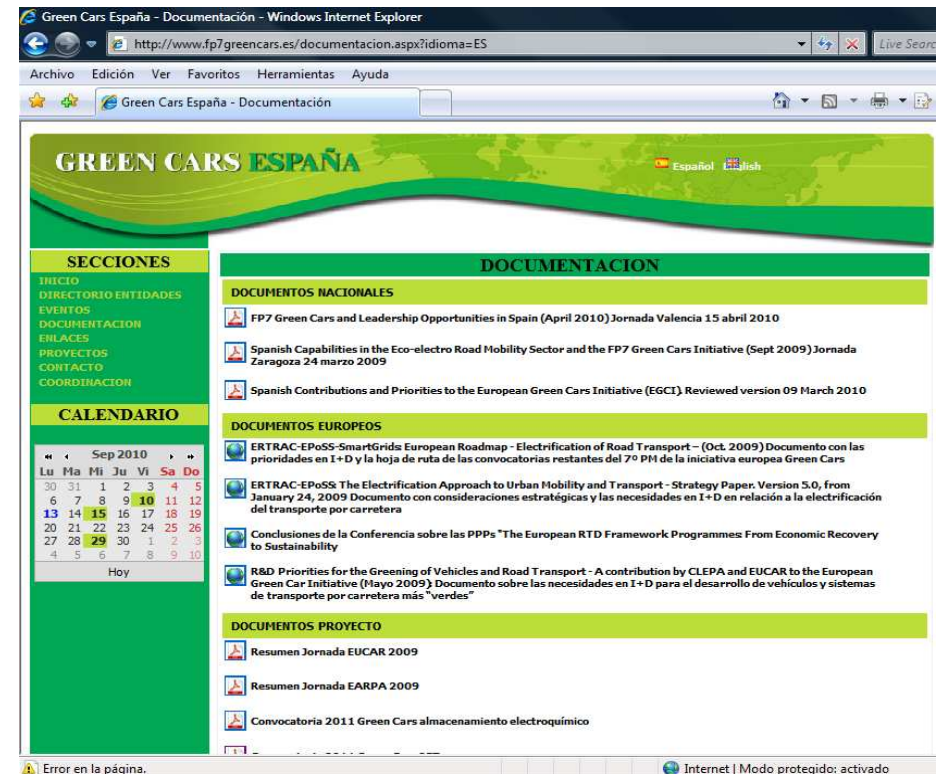 Green Cars España - Documentación - Windows Internet Explorer
http://www.fp7greencars.es/documentacion.aspx?idioma=ES
Live Searc
Archivo Edición Ver Favoritos Herramientas Ayuda
Green Cars España - Documentación
GREEN CARS ESPAÑA
Español English
SECCIONES
INICIO
DIRECTORIO ENTIDADES
EVENTOS
DOCUMENTACION
ENLACES
PROYECTOS
CONTACTO
COORDINACION
CALENDARIO
Sep 2010
Lu Ma Mi Ju Vi Sa Do
30 31 1 2 3 4 5
6 7 8 9 10 11 12
13 14 15 16 17 18 19
20 21 22 23 24 25 26
27 28 29 30 1 2 3
4 5 6 7 8 9 10
Hoy
DOCUMENTACION
DOCUMENTOS NACIONALES
FP7 Green Cars and Leadership Opportunities in Spain (April 2010) Jornada Valencia 15 abril 2010
Spanish Capabilities in the Eco-electro Road Mobility Sector and the FP7 Green Cars Initiative (Sept 2009) Jornada
Zaragoza 24 marzo 2009
Spanish Contributions and Priorities to the European Green Cars Initiative (EGCI). Reviewed version 09 March 2010
DOCUMENTOS EUROPEOS
ERTRAC-EPoSS-SmartGrids: European Roadmap - Electrification of Road Transport – (Oct. 2009) Documento con las
prioridades en I+D y la hoja de ruta de las convocatorias restantes del 7º PM de la iniciativa europea Green Cars
ERTRAC-EPoSS: The Electrification Approach to Urban Mobility and Transport - Strategy Paper. Version 5.0, from
January 24, 2009 Documento con consideraciones estratégicas y las necesidades en I+D en relación a la electrificación
del transporte por carretera
Conclusiones de la Conferencia sobre las PPPs "The European RTD Framework Programmes: From Economic Recovery
to Sustainability
R&D Priorities for the Greening of Vehicles and Road Transport - A contribution by CLEPA and EUCAR to the European
Green Car Initiative (Mayo 2009): Documento sobre las necesidades en I+D para el desarrollo de vehículos y sistemas
de transporte por carretera más "verdes"
DOCUMENTOS PROYECTO
Resumen Jornada EUCAR 2009
Resumen Jornada EARPA 2009
Convocatoria 2011 Green Cars almacenamiento electroquímico
Error en la página.
Internet | Modo protegido: activado